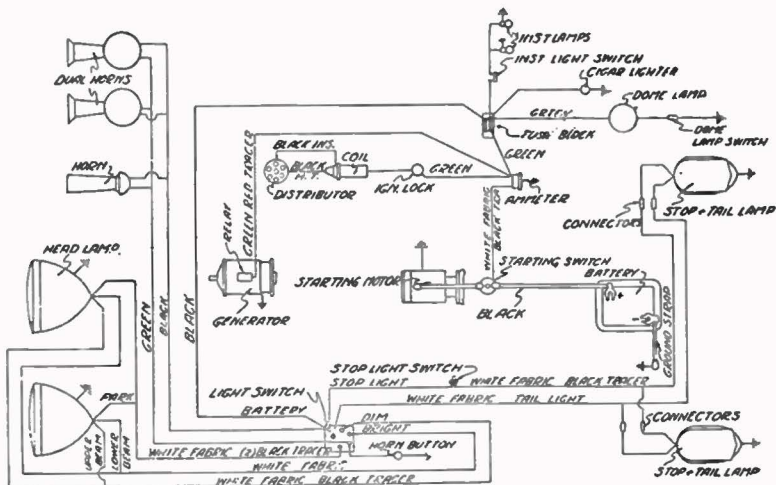 INST LAMPS
INST LIGHT SWITCH
CIGAR LIGHTER
DUAL HORNS
DOME LAMP
GREEN
FUSE BLOCK
DOME
LAMP SWITCH
BLACK INS.
COIL
GREEN
BLACK
H.T.
GREEN
DISTRIBUTOR
IGN. LOCK
AMMETER
HORN
CONNECTORS
STOP + TAIL LAMP
GREEN RED TRACER
RELAY
WHITE FABRIC
BLACK TRA.
HEAD LAMP.
STARTING SWITCH
BATTERY
STARTING MOTOR
+
-
GENERATOR
BLACK
GREEN
BLACK
BLACK
GROUND STRAP
STOP LIGHT SWITCH
STOP LIGHT
WHITE FABRIC BLACK TRACER
LIGHT SWITCH
WHITE FABRIC TAIL LIGHT
PARK
BATTERY
DIM
BRIGHT
CONNECTORS
HORN BUTTON
UPPER
BEAM
LOWER
BEAM
WHITE FABRIC (2) BLACK TRACER
WHITE FABRIC
STOP + TAIL LAMP
WHITE FABRIC BLACK TRACER